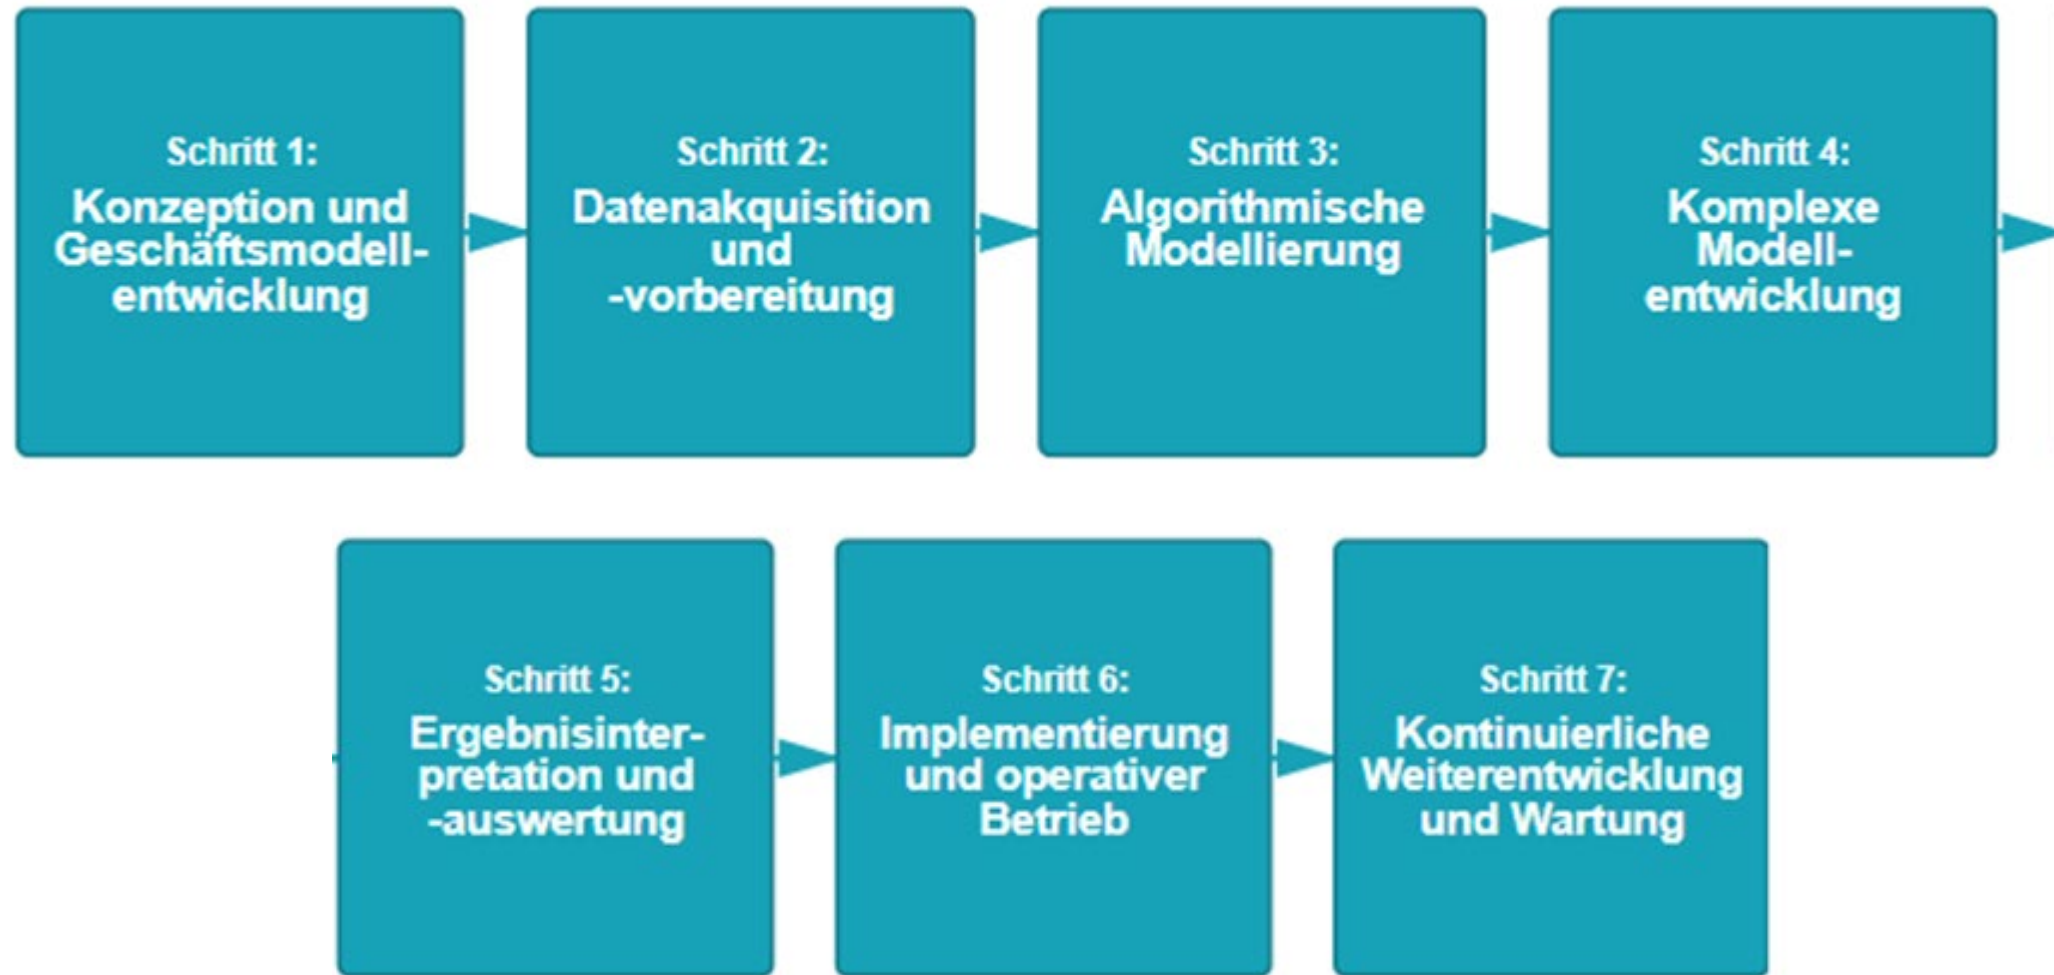 Schritt 1:
Konzeption und
Geschäftsmodell-
entwicklung
Schritt 2:
Datenakquisition
und
-vorbereitung
Schritt 3:
Algorithmische
Modellierung
Schritt 4:
Komplexe
Modell-
entwicklung
Schritt 5:
Ergebnisinter-
pretation und
-auswertung
Schritt 6:
Implementierung
und operativer
Betrieb
Schritt 7:
Kontinuierliche
Weiterentwicklung
und Wartung